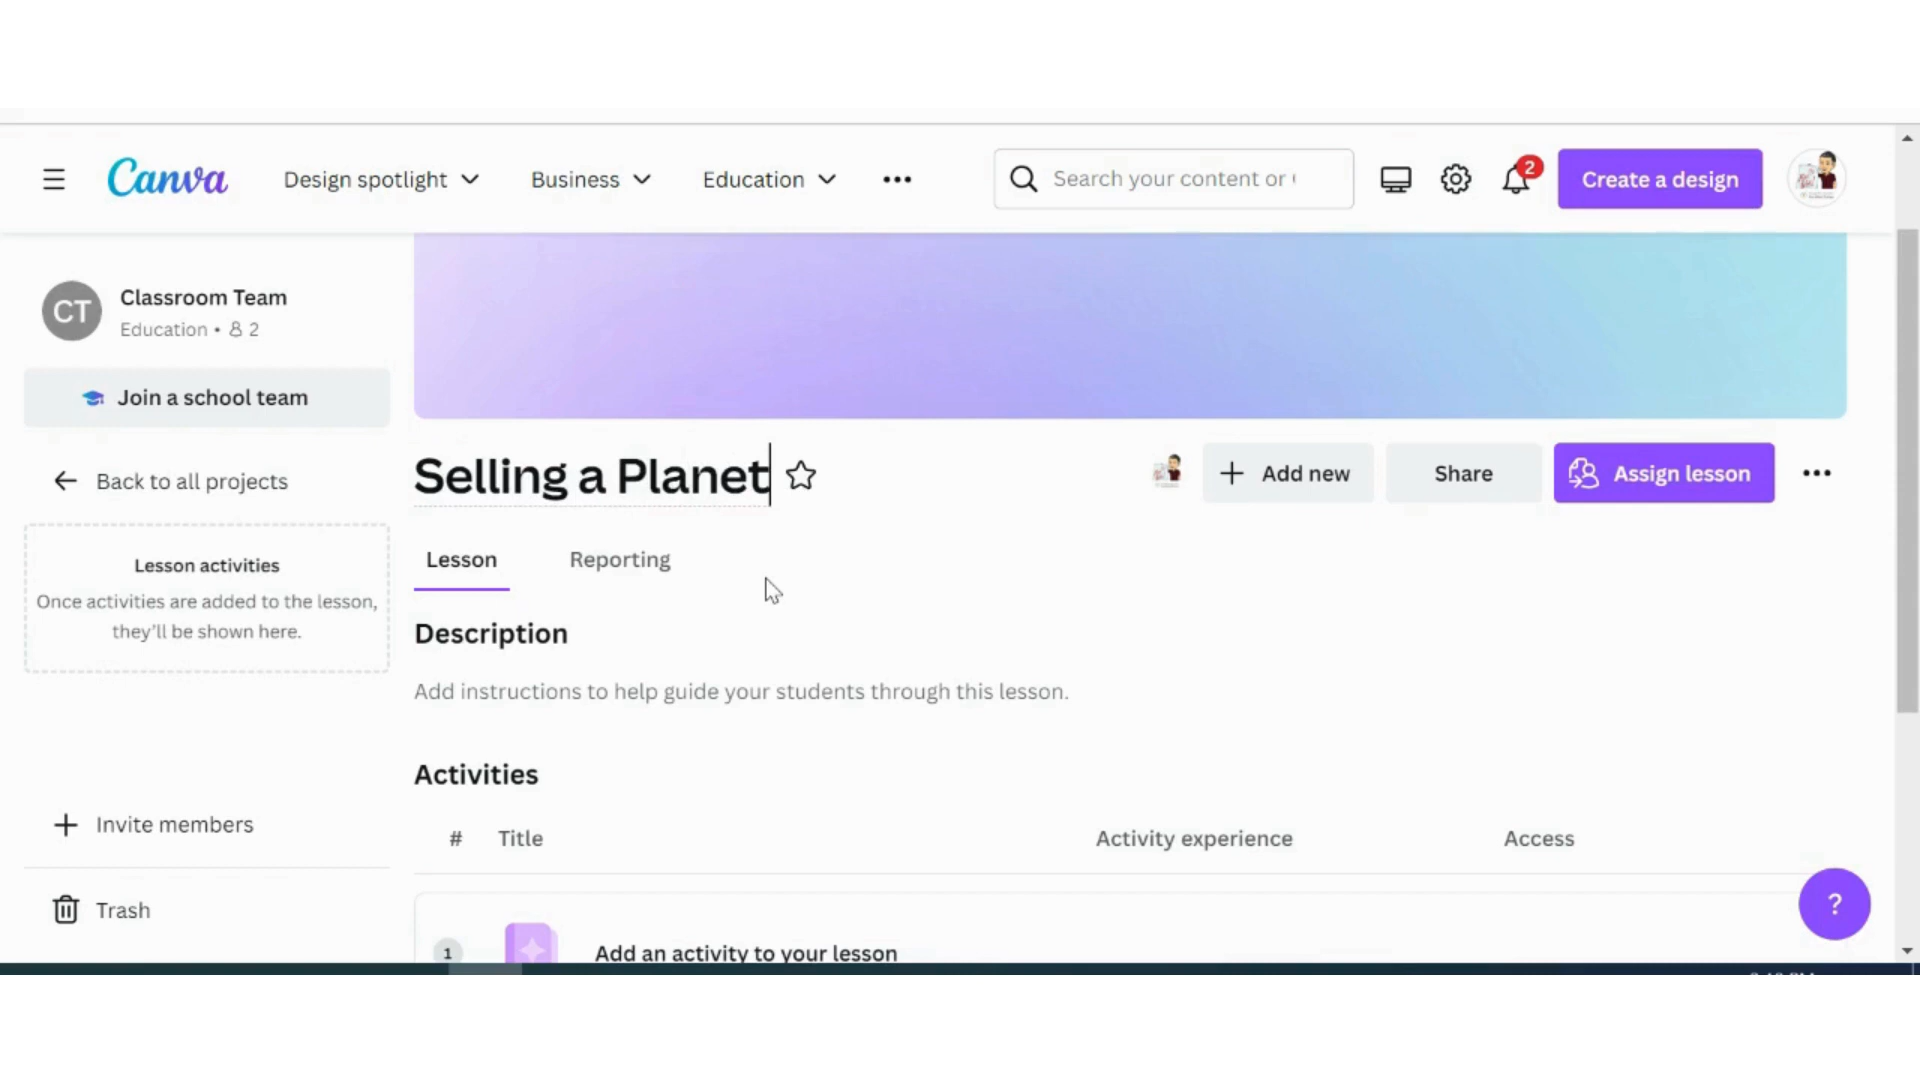 Canva
Design spotlight
Business
Education
Search your content or
2
Create a design
CT
Classroom Team
Education • 2
Join a school team
Back to all projects
Lesson activities
Once activities are added to the lesson,
they'll be shown here.
Invite members
Trash
Selling a Planet
Add new
Share
Assign lesson
Lesson
Reporting
Description
Add instructions to help guide your students through this lesson.
Activities
# Title Activity experience Access
1 Add an activity to your lesson
?